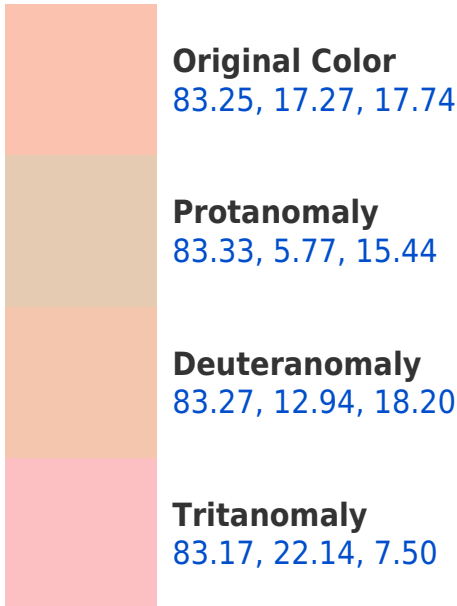 Original Color
83.25, 17.27, 17.74
Protanomaly
83.33, 5.77, 15.44
Deuteranomaly
83.27, 12.94, 18.20
Tritanomaly
83.17, 22.14, 7.50